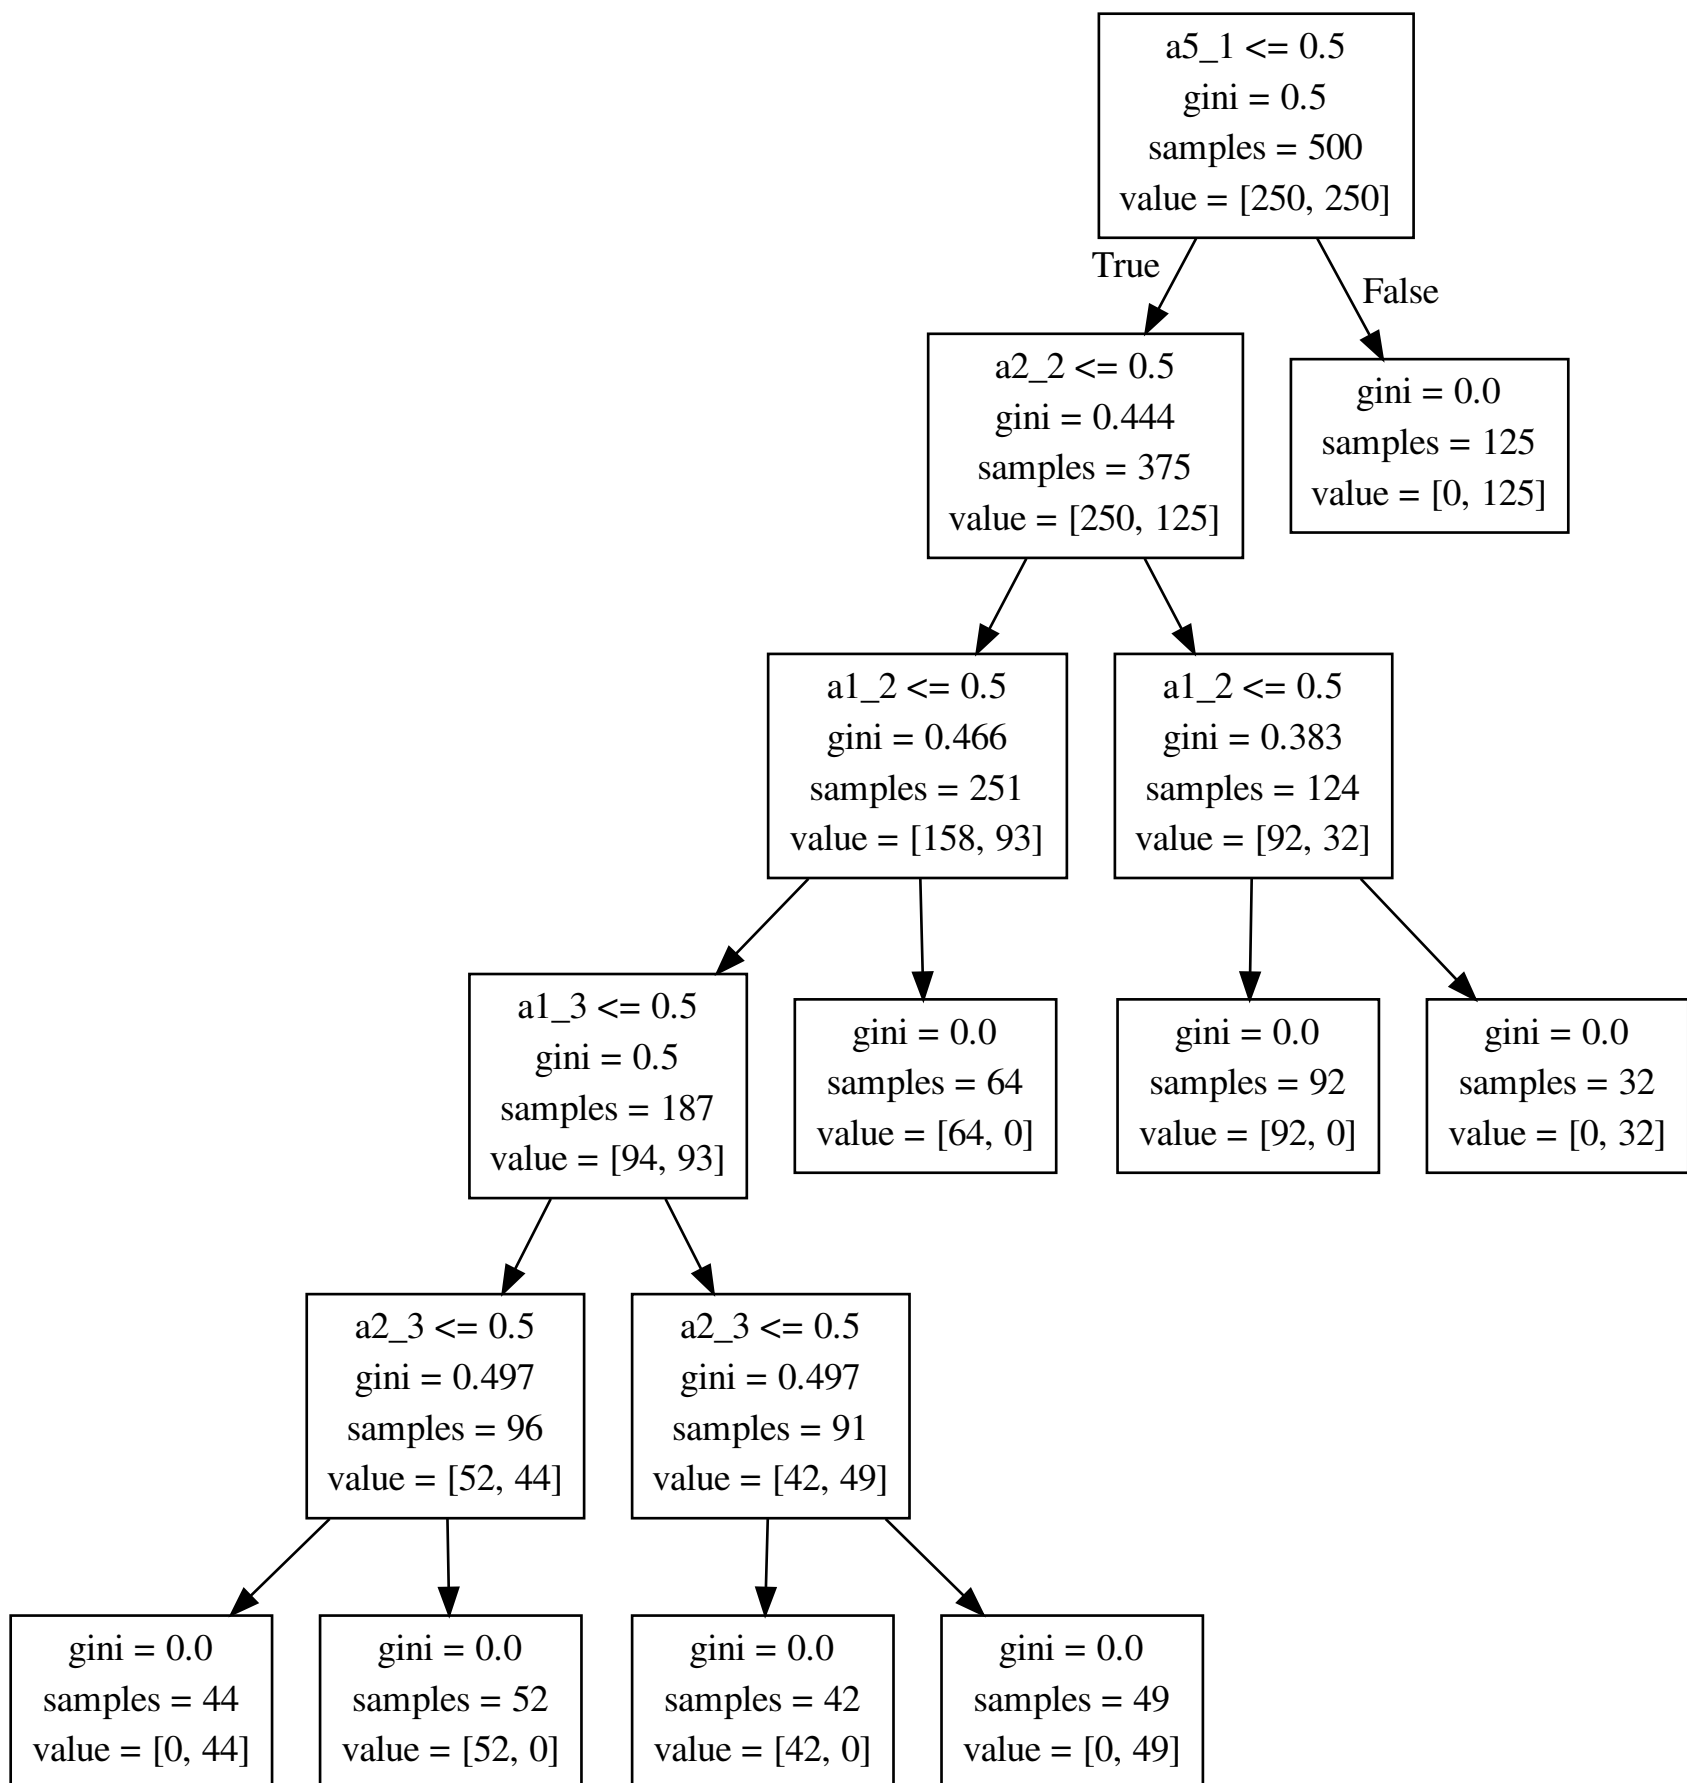 a5_1 <= 0.5
gini = 0.5
samples = 500
value = [250, 250]
True
False
a2_2 <= 0.5
gini = 0.444
samples = 375
value = [250, 125]
gini = 0.0
samples = 125
value = [0, 125]
a1_2 <= 0.5
gini = 0.466
samples = 251
value = [158, 93]
a1_2 <= 0.5
gini = 0.383
samples = 124
value = [92, 32]
a1_3 <= 0.5
gini = 0.5
samples = 187
value = [94, 93]
gini = 0.0
samples = 64
value = [64, 0]
gini = 0.0
samples = 92
value = [92, 0]
gini = 0.0
samples = 32
value = [0, 32]
a2_3 <= 0.5
gini = 0.497
samples = 96
value = [52, 44]
a2_3 <= 0.5
gini = 0.497
samples = 91
value = [42, 49]
gini = 0.0
samples = 44
value = [0, 44]
gini = 0.0
samples = 52
value = [52, 0]
gini = 0.0
samples = 42
value = [42, 0]
gini = 0.0
samples = 49
value = [0, 49]